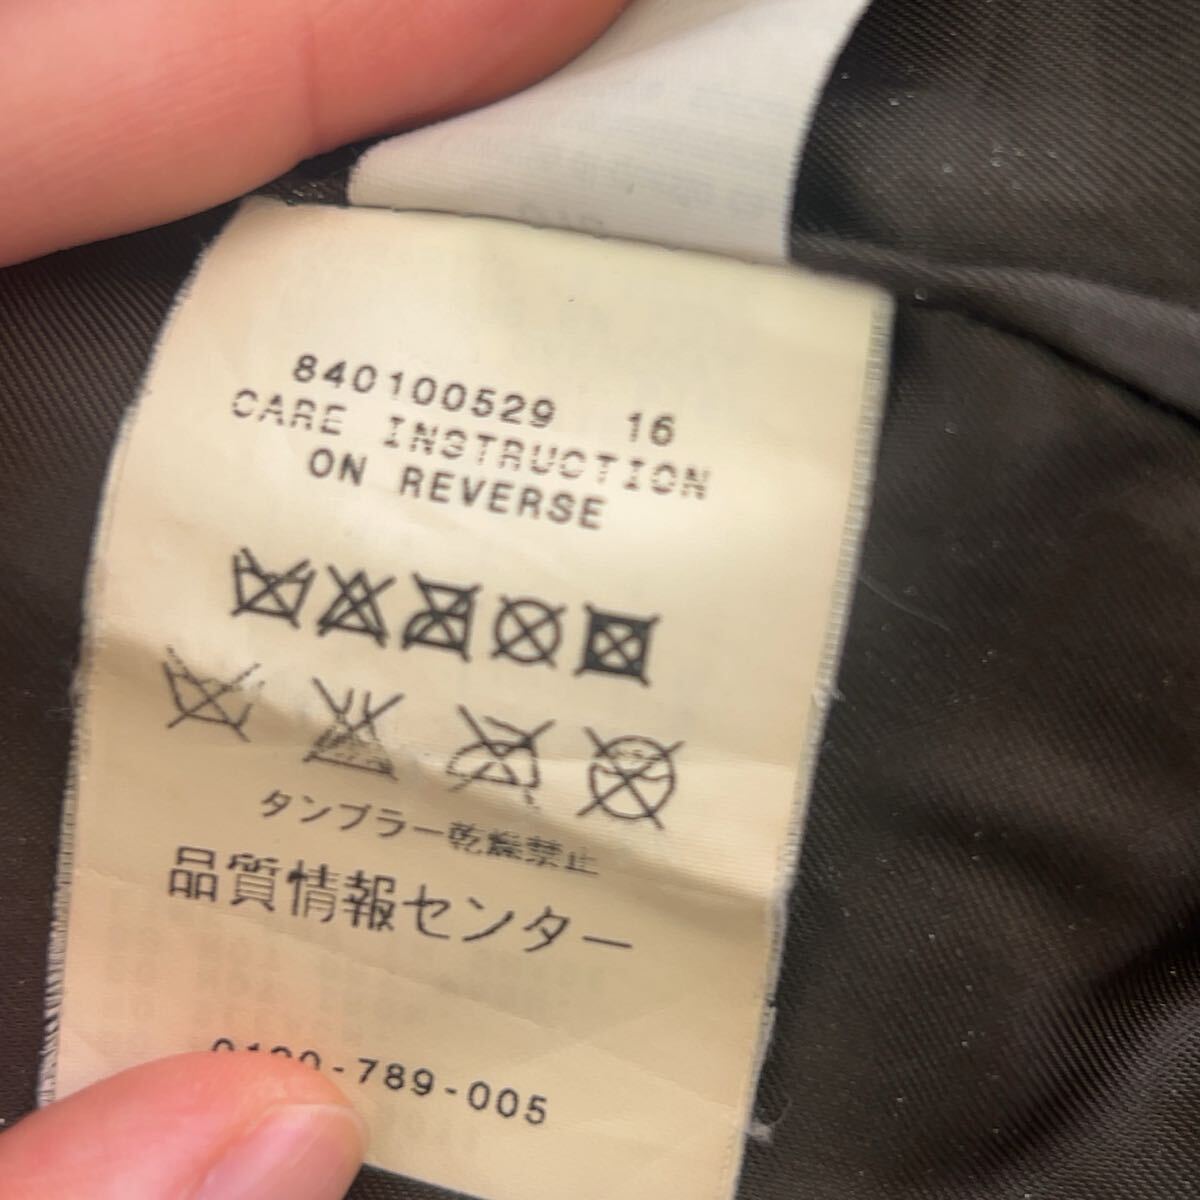 840100529 16
CARE INSTRUCTION
ON REVERSE
タンブラー乾燥禁止
品質情報センター
0120-789-005